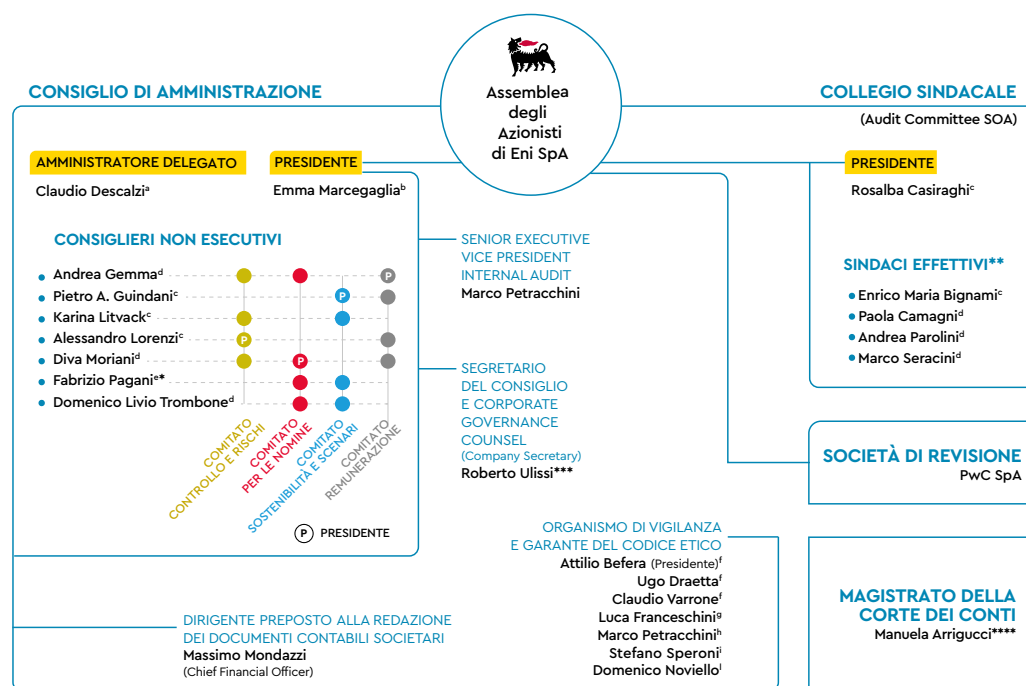 Assemblea
degli
Azionisti
di Eni SpA
CONSIGLIO DI AMMINISTRAZIONE
AMMINISTRATORE DELEGATO
Claudio Descalziᵃ
PRESIDENTE
Emma Marcegagliaᵇ
CONSIGLIERI NON ESECUTIVI
Andrea Gemmaᵈ
P
Pietro A. Guindaniᶜ
P
Karina Litvackᶜ
Alessandro Lorenziᶜ
P
Diva Morianiᵈ
P
Fabrizio Paganiᵉ*
Domenico Livio Tromboneᵈ
COMITATO
CONTROLLO E RISCHI
COMITATO
PER LE NOMINE
COMITATO
SOSTENIBILITÀ E SCENARI
COMITATO
REMUNERAZIONE
P PRESIDENTE
SENIOR EXECUTIVE
VICE PRESIDENT
INTERNAL AUDIT
Marco Petracchini
SEGRETARIO
DEL CONSIGLIO
E CORPORATE
GOVERNANCE
COUNSEL
(Company Secretary)
Roberto Ulissi***
COLLEGIO SINDACALE
(Audit Committee SOA)
PRESIDENTE
Rosalba Casiraghiᶜ
SINDACI EFFETTIVI**
Enrico Maria Bignamiᶜ
Paola Camagniᵈ
Andrea Paroliniᵈ
Marco Seraciniᵈ
SOCIETÀ DI REVISIONE
PwC SpA
ORGANISMO DI VIGILANZA
E GARANTE DEL CODICE ETICO
Attilio Befera (Presidente)ᶠ
Ugo Draettaᶠ
Claudio Varroneᶠ
Luca Franceschiniᵍ
Marco Petracchiniʰ
Stefano Speroniⁱ
Domenico Novielloˡ
MAGISTRATO DELLA
CORTE DEI CONTI
Manuela Arrigucci****
DIRIGENTE PREPOSTO ALLA REDAZIONE
DEI DOCUMENTI CONTABILI SOCIETARI
Massimo Mondazzi
(Chief Financial Officer)